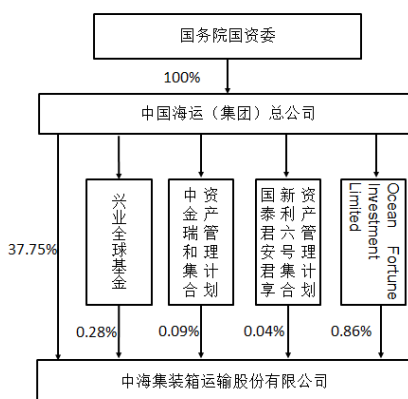 国务院国资委
100%
中国海运（集团）总公司
兴业全球基金
中金瑞和集合
资产管理计划
国泰君安君享
新利六号集合
资产管理计划
Ocean Fortune
Investment
Limited
37.75%
0.28%
0.09%
0.04%
0.86%
中海集装箱运输股份有限公司